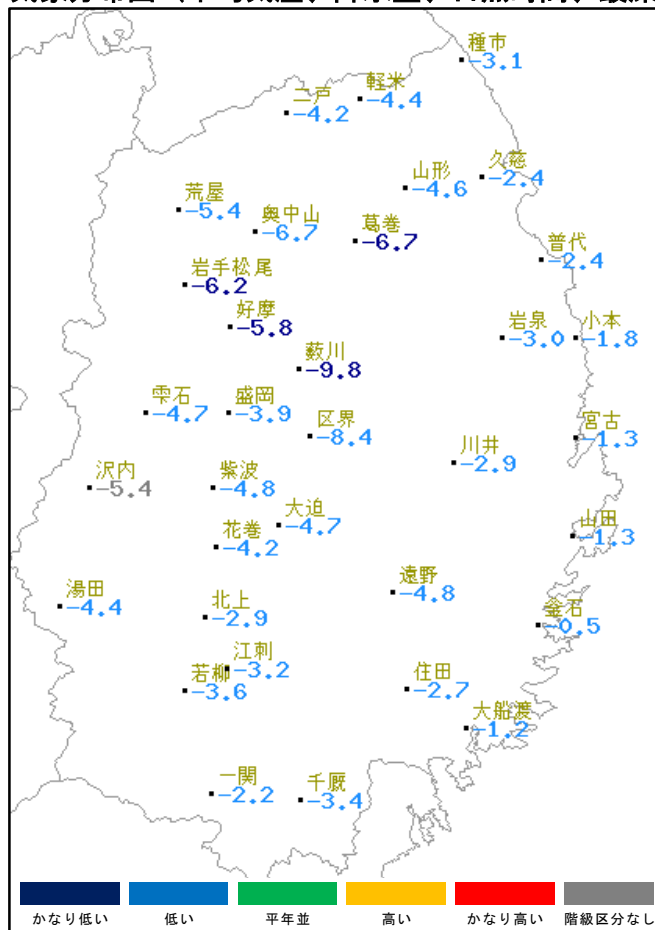 種市
-3.1
軽米
-4.4
二戸
-4.2
久慈
-2.4
山形
-4.6
荒屋
-5.4
奥中山
-6.7
葛巻
-6.7
普代
-2.4
岩手松尾
-6.2
好摩
-5.8
岩泉
-3.0
小本
-1.8
薮川
-9.8
雫石
-4.7
盛岡
-3.9
区界
-8.4
宮古
-1.3
川井
-2.9
沢内
-5.4
紫波
-4.8
大迫
-4.7
山田
-1.3
花巻
-4.2
遠野
-4.8
湯田
-4.4
北上
-2.9
釜石
-0.5
江刺
-3.2
若柳
-3.6
住田
-2.7
大船渡
-1.2
一関
-2.2
千厩
-3.4
かなり低い 低い 平年並 高い かなり高い 階級区分なし